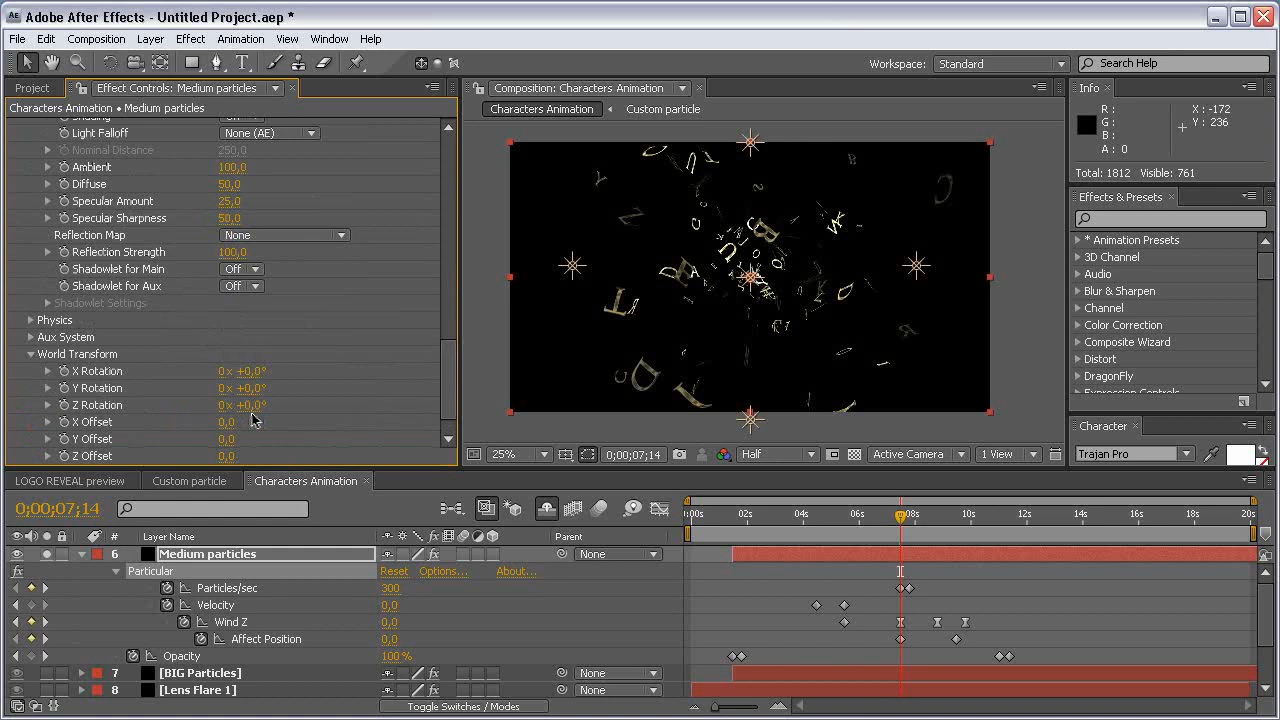 Adobe After Effects - Untitled Project.aep *
File Edit Composition Layer Effect Animation View Window Help
Workspace: Standard Search Help
Project Effect Controls: Medium particles
Characters Animation • Medium particles
Light Falloff None (AE)
Nominal Distance 250,0
Ambient 100,0
Diffuse 50,0
Specular Amount 25,0
Specular Sharpness 50,0
Reflection Map None
Reflection Strength 100,0
Shadowlet for Main Off
Shadowlet for Aux Off
Shadowlet Settings
Physics
Aux System
World Transform
X Rotation 0x +0,0°
Y Rotation 0x +0,0°
Z Rotation 0x +0,0°
X Offset 0,0
Y Offset 0,0
Z Offset 0,0
Composition: Characters Animation
Characters Animation Custom particle
25% 0;00;07;14 Half Active Camera 1 View
Info
R: X: -172
G: Y: 236
B:
A: 0
Total: 1812 Visible: 761
Effects & Presets
* Animation Presets
3D Channel
Audio
Blur & Sharpen
Channel
Color Correction
Composite Wizard
Distort
DragonFly
Expression Controls
Character
Trajan Pro
LOGO REVEAL preview Custom particle Characters Animation
0;00;07;14
:00s 02s 04s 06s 08s 10s 12s 14s 16s 18s 20s
# Layer Name Parent
6 Medium particles None
Particular Reset Options... About...
Particles/sec 300
Velocity 0,0
Wind Z 0,0
Affect Position 0,0
Opacity 100 %
7 [BIG Particles] None
8 [Lens Flare 1] None
Toggle Switches / Modes